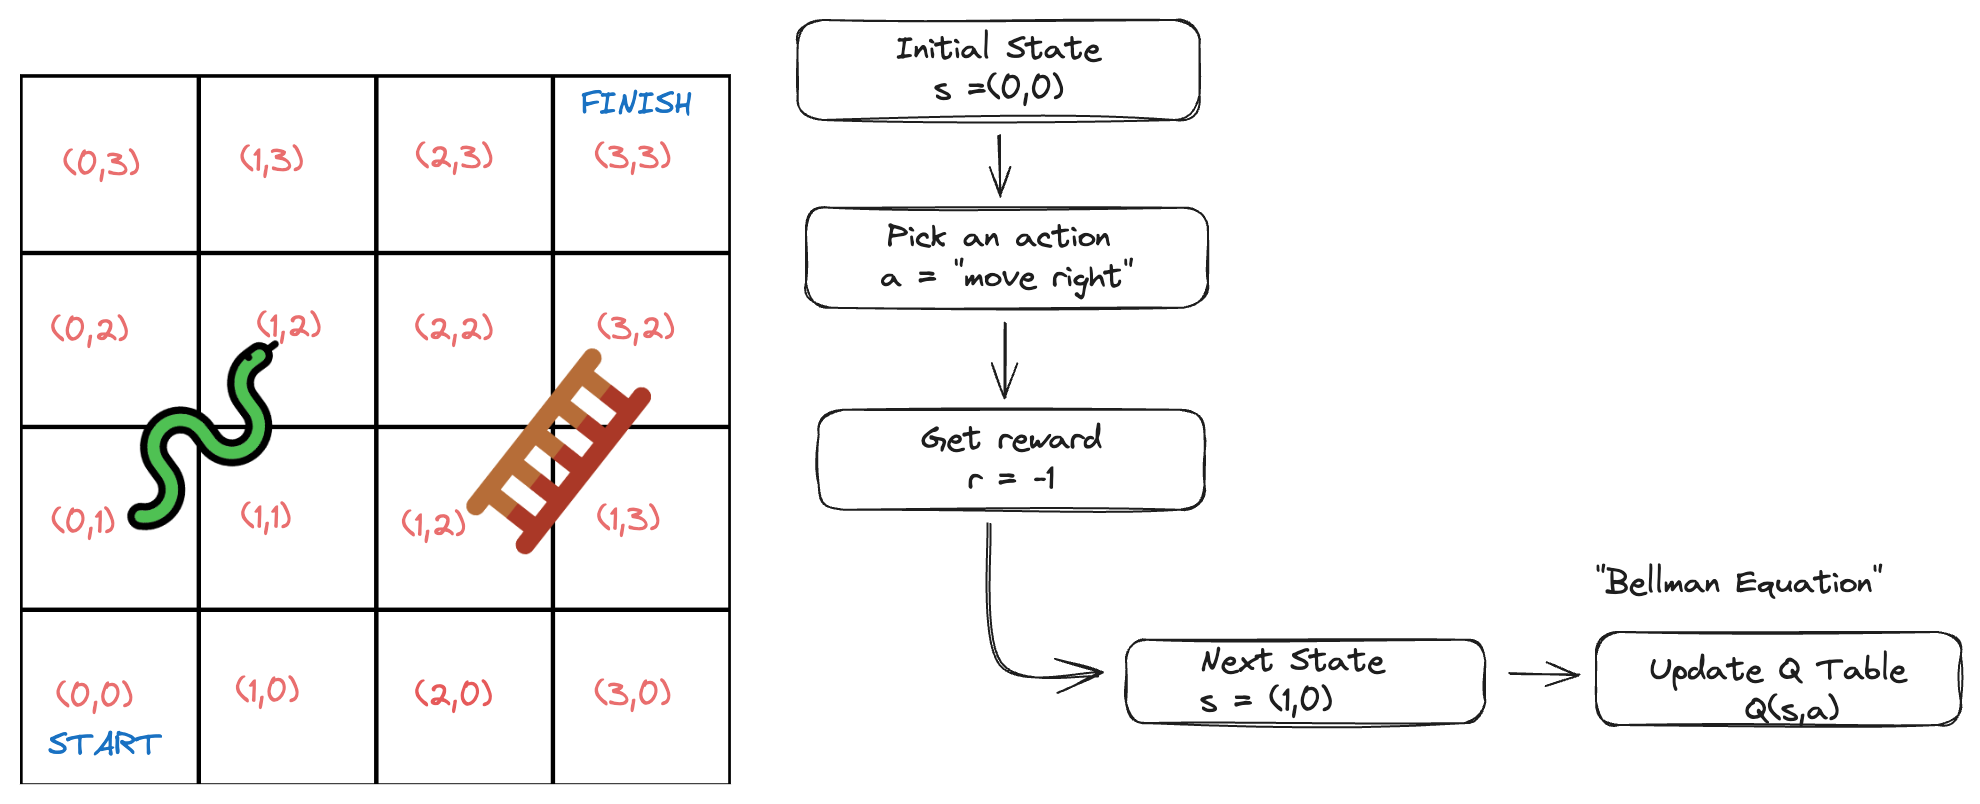 FINISH
(0,3)
(1,3)
(2,3)
(3,3)
(0,2)
(1,2)
(2,2)
(3,2)
(0,1)
(1,1)
(1,2)
(1,3)
(0,0)
(1,0)
(2,0)
(3,0)
START
Initial State
s =(0,0)
Pick an action
a = "move right"
Get reward
r = -1
Next State
s = (1,0)
"Bellman Equation"
Update Q Table
Q(s,a)